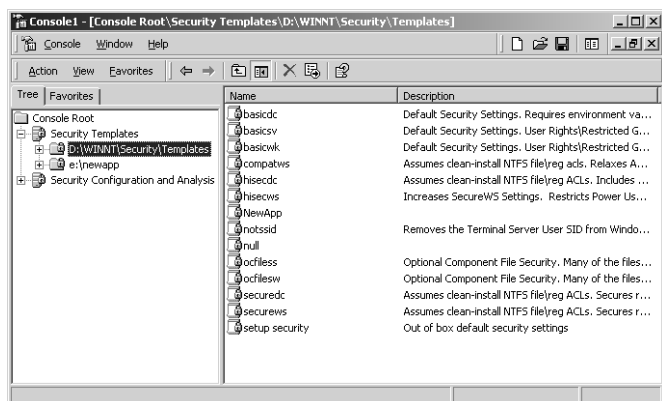 Console1 - [Console Root\Security Templates\D:\WINNT\Security\Templates]
Console Window Help
Action View Favorites
Tree Favorites
Console Root
Security Templates
D:\WINNT\Security\Templates
e:\newapp
Security Configuration and Analysis
Name Description
basicdc Default Security Settings. Requires environment va...
basicsv Default Security Settings. User Rights\Restricted G...
basicwk Default Security Settings. User Rights\Restricted G...
compatws Assumes clean-install NTFS file\reg acls. Relaxes A...
hisecdc Assumes clean-install NTFS file\reg ACLs. Includes ...
hisecws Increases SecureWS Settings. Restricts Power Us...
NewApp
notssid Removes the Terminal Server User SID from Windo...
null
ocfiless Optional Component File Security. Many of the files...
ocfilesw Optional Component File Security. Many of the files...
securedc Assumes clean-install NTFS file\reg ACLs. Secures r...
securews Assumes clean-install NTFS file\reg ACLs. Secures r...
setup security Out of box default security settings